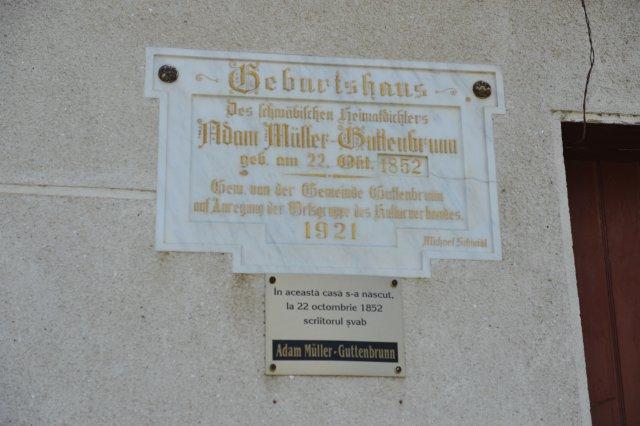 Geburtshaus
Des schwäbischen Heimatdichters
Adam Müller-Guttenbrunn
geb. am 22. Okt. 1852
Gew. von der Gemeinde Guttenbrunn
auf Anregung der Ortsgruppe des Kulturverbandes.
1921
Michael
În această casă s-a născut,
la 22 octombrie 1852
scriitorul șvab
Adam Müller-Guttenbrunn